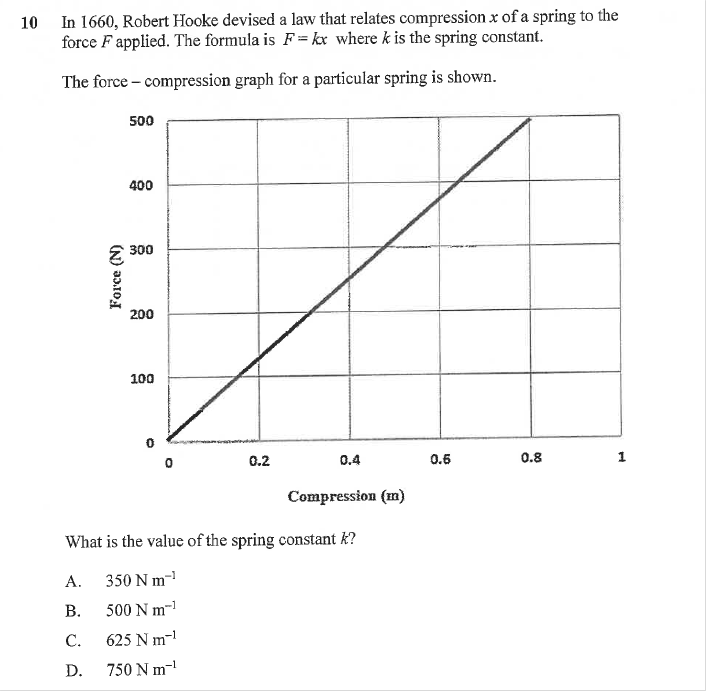 10 In 1660, Robert Hooke devised a law that relates compression x of a spring to the
force F applied. The formula is F = kx where k is the spring constant.
The force – compression graph for a particular spring is shown.
500
400
300
200
100
0
Force (N)
0 0.2 0.4 0.6 0.8 1
Compression (m)
What is the value of the spring constant k?
A. 350 N m⁻¹
B. 500 N m⁻¹
C. 625 N m⁻¹
D. 750 N m⁻¹